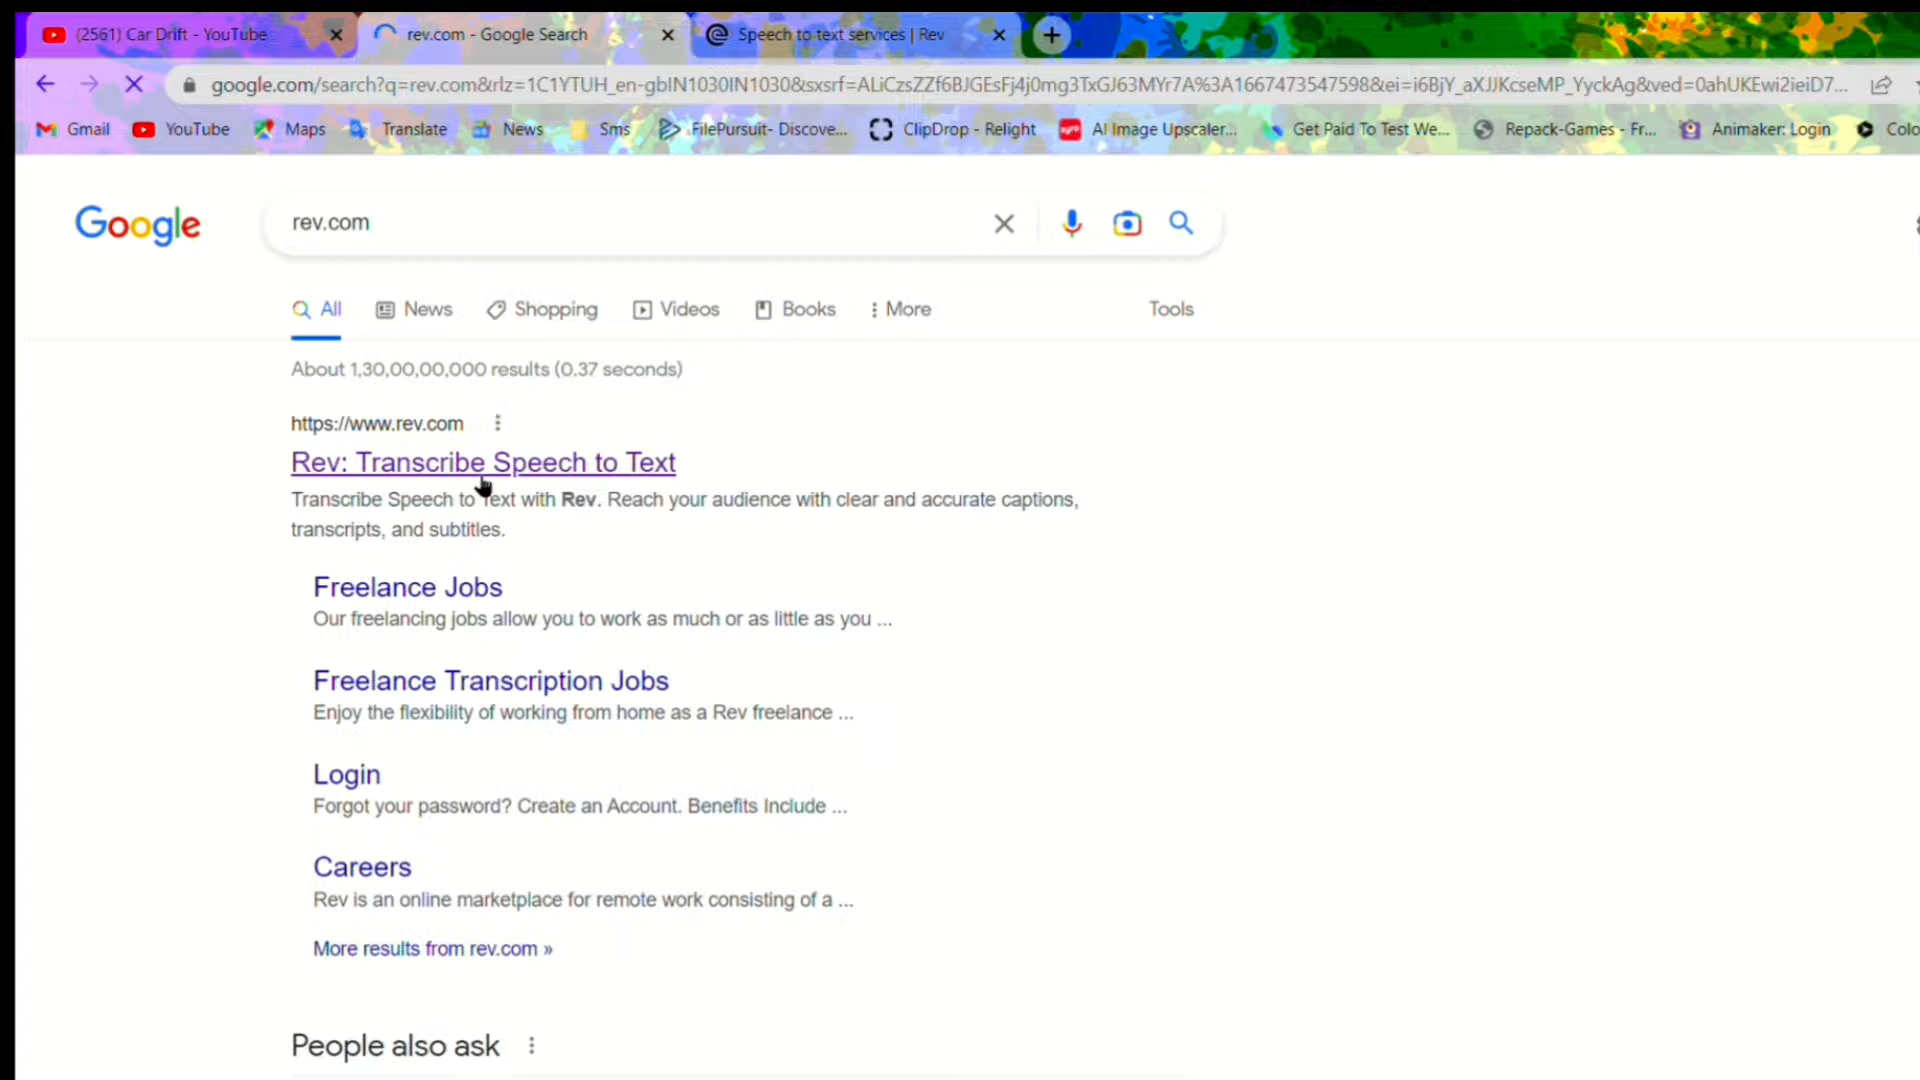 (2561) Car Drift - YouTube
rev.com - Google Search
Speech to text services | Rev
google.com/search?q=rev.com&rlz=1C1YTUH_en-gbIN1030IN1030&sxsrf=ALiCzsZZf6BJGEsFj4j0mg3TxGJ63MYr7A%3A1667473547598&ei=i6BjY_aXJJKcseMP_YyckAg&ved=0ahUKEwi2ieiD7...
Gmail YouTube Maps Translate News Sms FilePursuit- Discove... ClipDrop - Relight AI Image Upscaler... Get Paid To Test We... Repack-Games - Fr... Animaker: Login Colo
Google
rev.com
All News Shopping Videos Books More Tools
About 1,30,00,00,000 results (0.37 seconds)
https://www.rev.com
Rev: Transcribe Speech to Text
Transcribe Speech to Text with Rev. Reach your audience with clear and accurate captions,
transcripts, and subtitles.
Freelance Jobs
Our freelancing jobs allow you to work as much or as little as you ...
Freelance Transcription Jobs
Enjoy the flexibility of working from home as a Rev freelance ...
Login
Forgot your password? Create an Account. Benefits Include ...
Careers
Rev is an online marketplace for remote work consisting of a ...
More results from rev.com »
People also ask